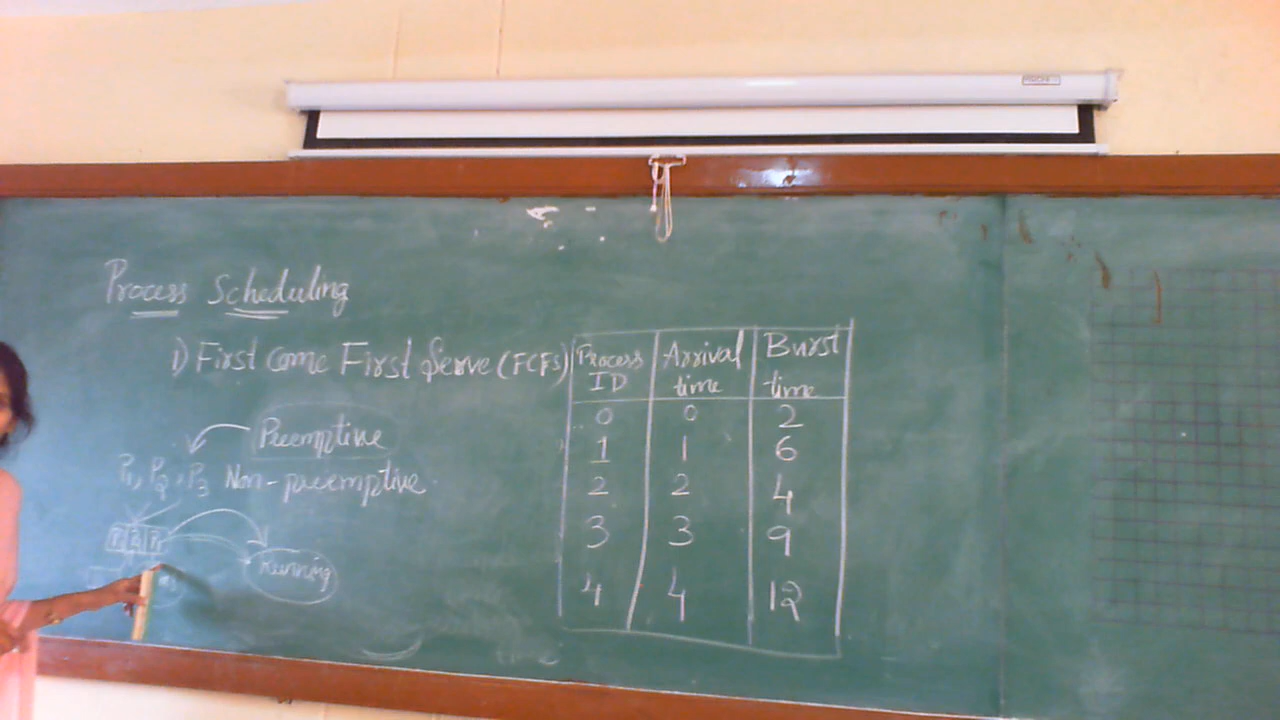 Process Scheduling
1) First Come First Serve (FCFS)
Preemptive
P1, P2, P3 Non-preemptive
Running
Process ID Arrival time Burst time
0 0 2
1 1 6
2 2 4
3 3 9
4 4 12